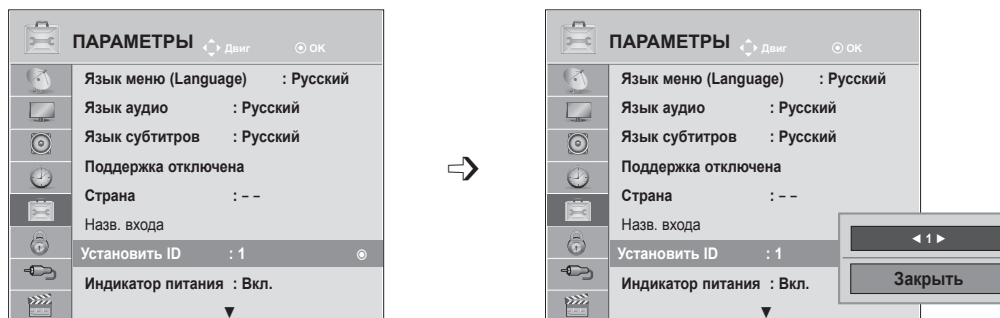 ПАРАМЕТРЫ Двиг ОК
Язык меню (Language) : Русский
Язык аудио : Русский
Язык субтитров : Русский
Поддержка отключена
Страна : – –
Назв. входа
Установить ID : 1
Индикатор питания : Вкл.
ПАРАМЕТРЫ Двиг ОК
Язык меню (Language) : Русский
Язык аудио : Русский
Язык субтитров : Русский
Поддержка отключена
Страна : – –
Назв. входа
Установить ID : 1
Индикатор питания : Вкл.
◄ 1 ►
Закрыть